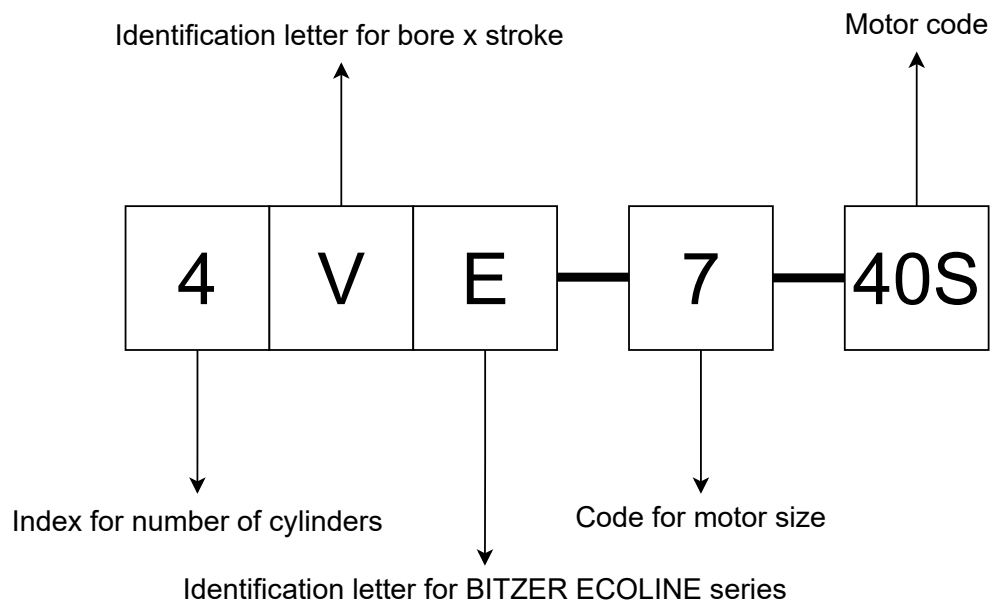 Motor code
Identification letter for bore x stroke
4 V E 7 40S
Index for number of cylinders
Code for motor size
Identification letter for BITZER ECOLINE series